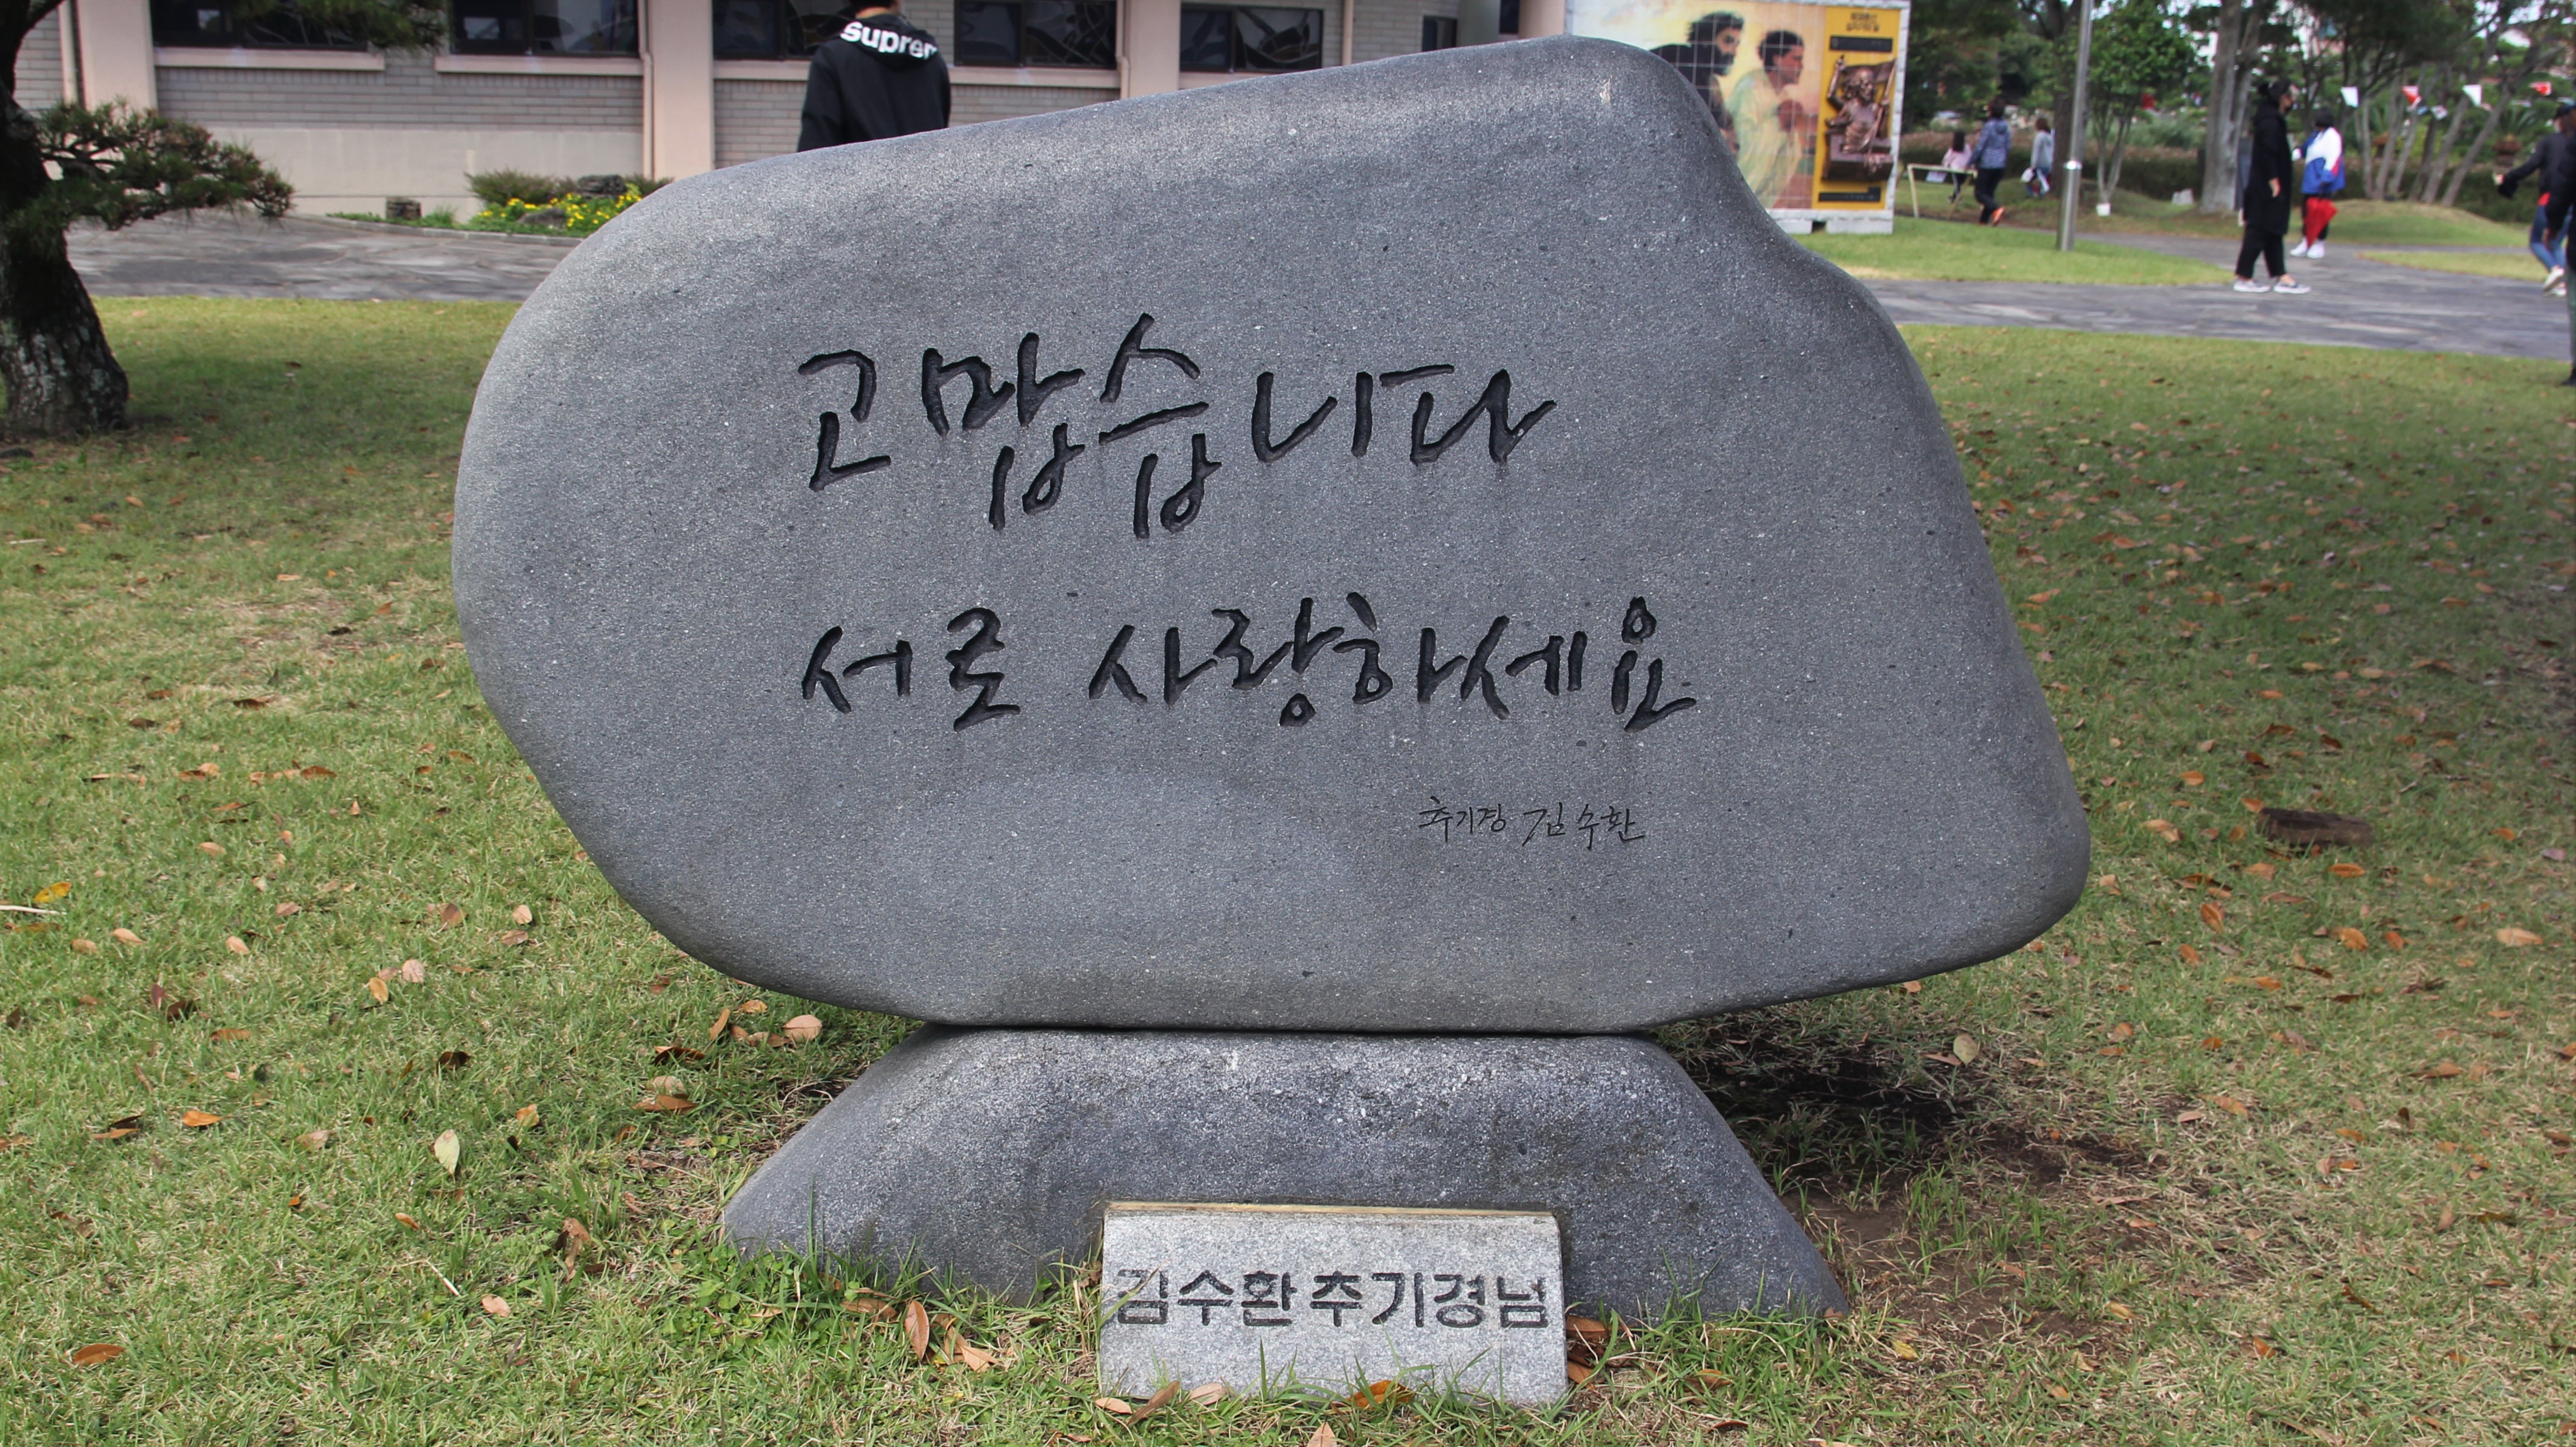 suprem
고맙습니다
서로 사랑하세요
추기경 김수환
김수환추기경님